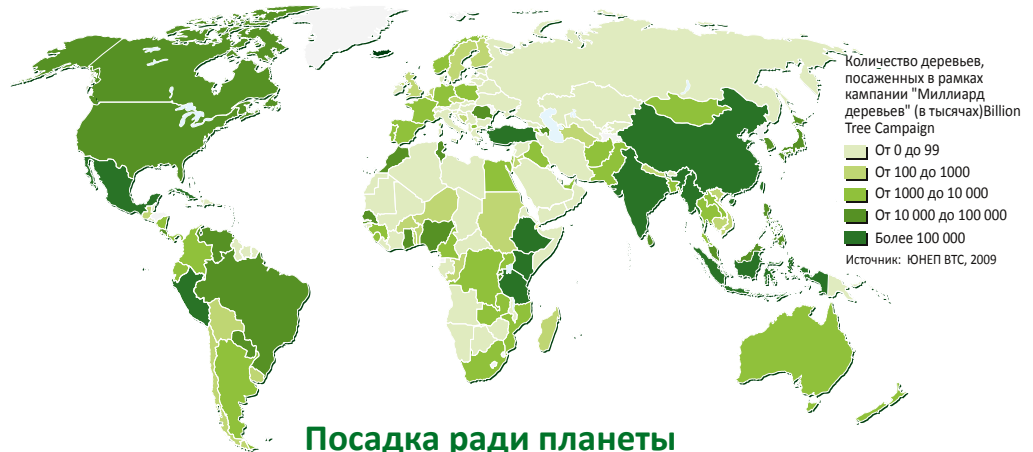 Количество деревьев,
посаженных в рамках
кампании "Миллиард
деревьев" (в тысячах)Billion
Tree Campaign
От 0 до 99
От 100 до 1000
От 1000 до 10 000
От 10 000 до 100 000
Более 100 000
Источник: ЮНЕП ВТС, 2009
Посадка ради планеты